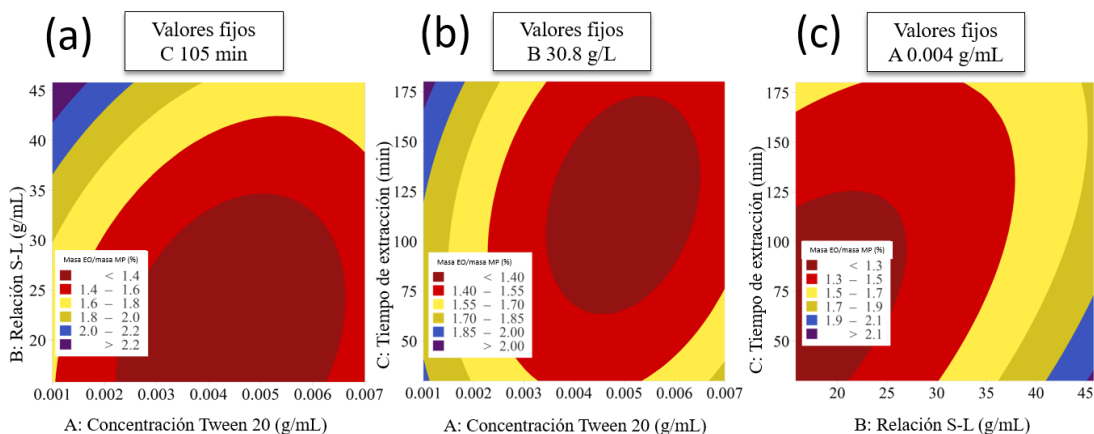 (a)
Valores fijos
C 105 min
B: Relación S-L (g/mL)
45
40
35
30
25
20
Masa EO/masa MP (%)
< 1.4
1.4 – 1.6
1.6 – 1.8
1.8 – 2.0
2.0 – 2.2
> 2.2
0.001 0.002 0.003 0.004 0.005 0.006 0.007
A: Concentración Tween 20 (g/mL)
(b)
Valores fijos
B 30.8 g/L
C: Tiempo de extracción (min)
175
150
125
100
75
50
Masa EO/masa MP (%)
< 1.40
1.40 – 1.55
1.55 – 1.70
1.70 – 1.85
1.85 – 2.00
> 2.00
0.001 0.002 0.003 0.004 0.005 0.006 0.007
A: Concentración Tween 20 (g/mL)
(c)
Valores fijos
A 0.004 g/mL
C: Tiempo de extracción (min)
175
150
125
100
75
50
Masa EO/masa MP (%)
< 1.3
1.3 – 1.5
1.5 – 1.7
1.7 – 1.9
1.9 – 2.1
> 2.1
20 25 30 35 40 45
B: Relación S-L (g/mL)